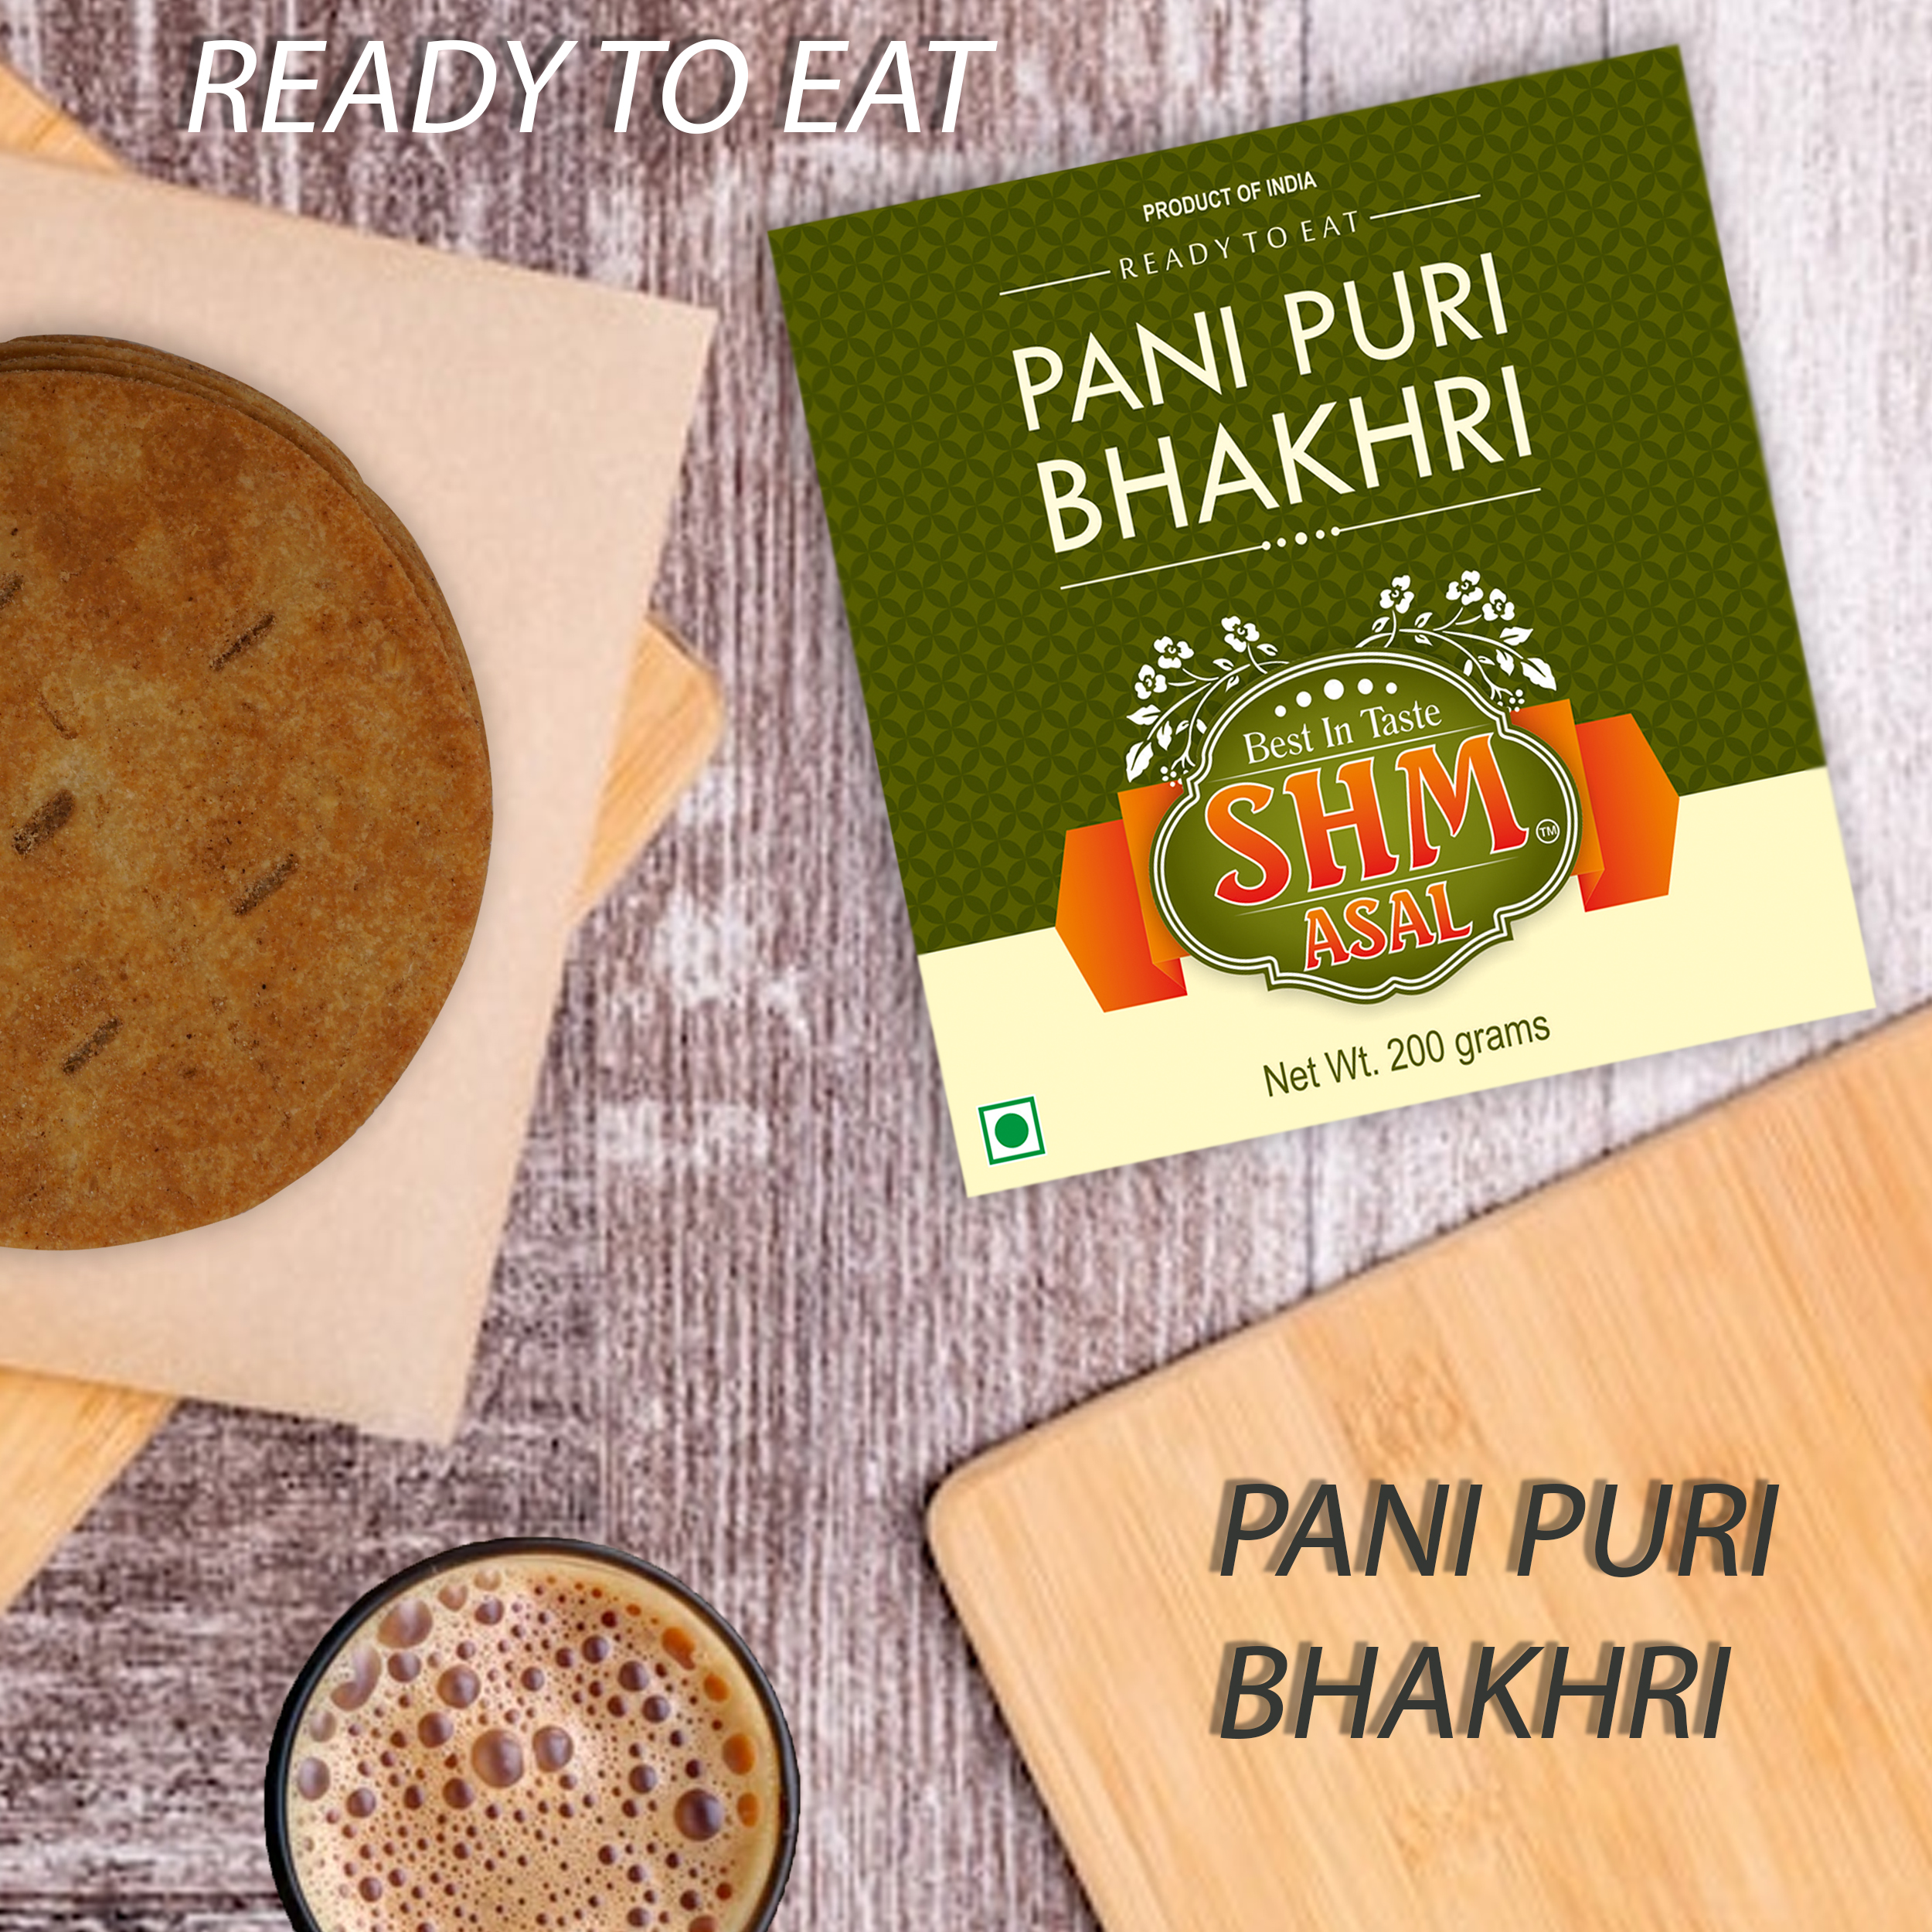 READY TO EAT
PRODUCT OF INDIA
READY TO EAT
PANI PURI
BHAKHRI
Best In Taste
SHM
TM
ASAL
Net Wt. 200 grams
PANI PURI
BHAKHRI